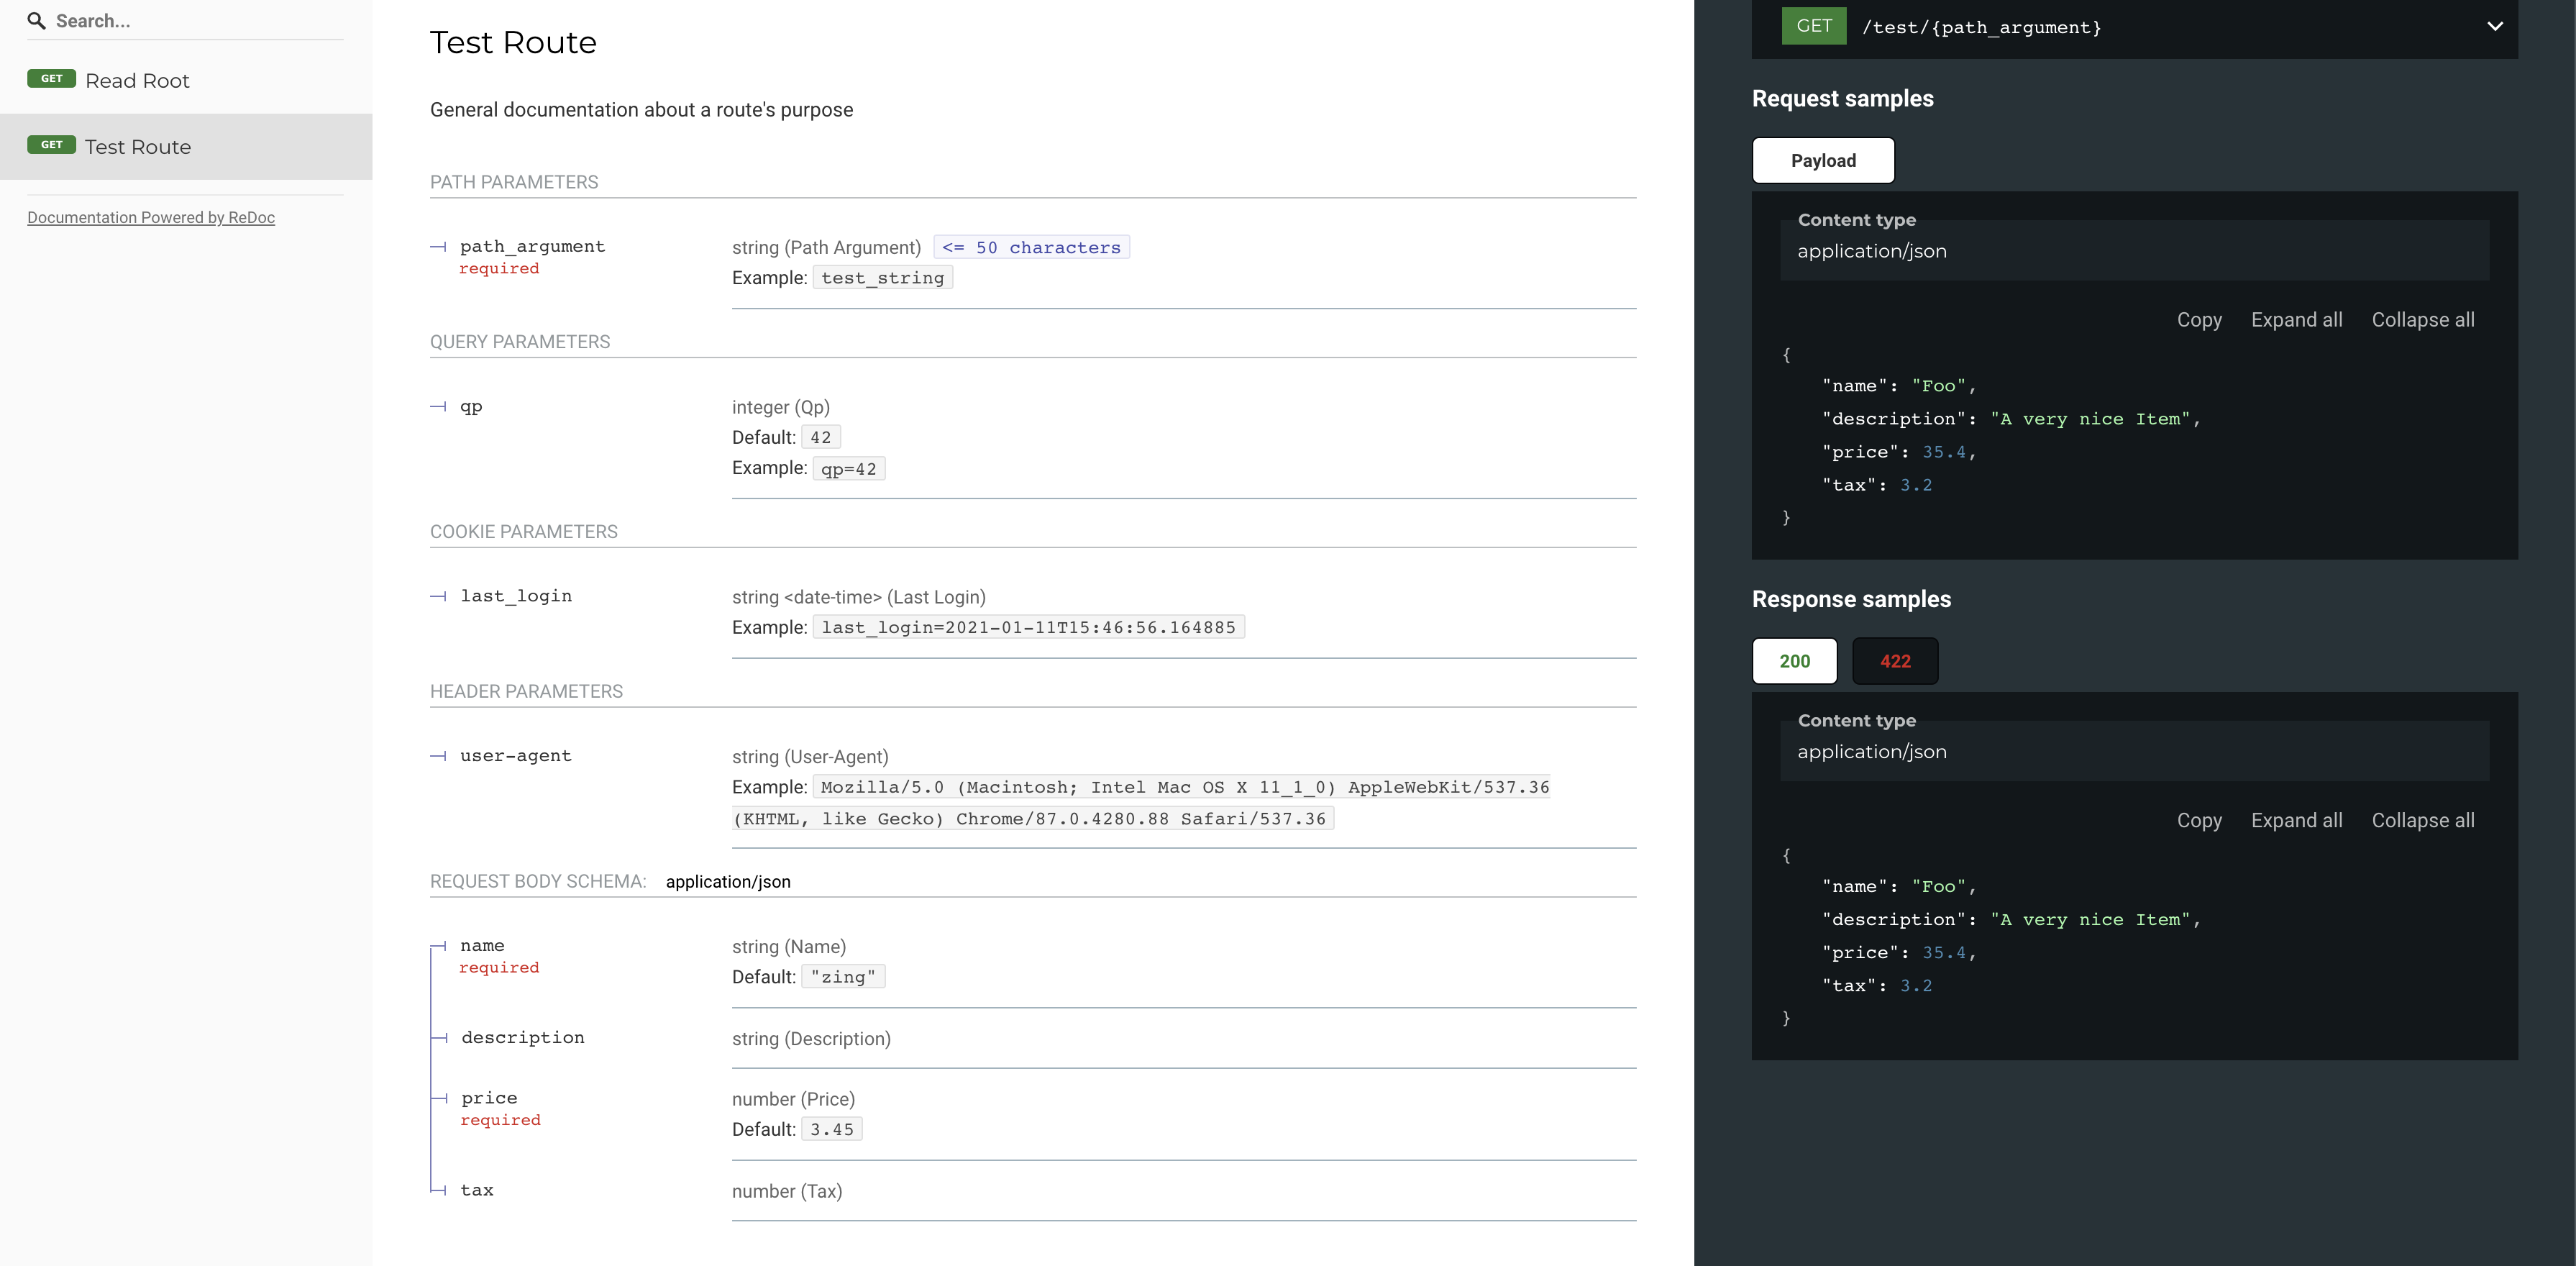 Search...
GET Read Root
GET Test Route
Documentation Powered by ReDoc
Test Route
General documentation about a route's purpose
PATH PARAMETERS
path_argument
required
string (Path Argument) <= 50 characters
Example: test_string
QUERY PARAMETERS
qp
integer (Qp)
Default: 42
Example: qp=42
COOKIE PARAMETERS
last_login
string <date-time> (Last Login)
Example: last_login=2021-01-11T15:46:56.164885
HEADER PARAMETERS
user-agent
string (User-Agent)
Example: Mozilla/5.0 (Macintosh; Intel Mac OS X 11_1_0) AppleWebKit/537.36
(KHTML, like Gecko) Chrome/87.0.4280.88 Safari/537.36
REQUEST BODY SCHEMA: application/json
name
required
string (Name)
Default: "zing"
description
string (Description)
price
required
number (Price)
Default: 3.45
tax
number (Tax)
GET /test/{path_argument}
Request samples
Payload
Content type
application/json
Copy Expand all Collapse all
{
"name": "Foo",
"description": "A very nice Item",
"price": 35.4,
"tax": 3.2
}
Response samples
200 422
Content type
application/json
Copy Expand all Collapse all
{
"name": "Foo",
"description": "A very nice Item",
"price": 35.4,
"tax": 3.2
}